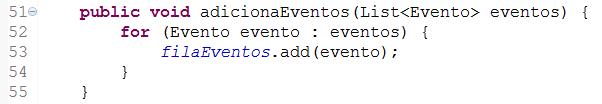 51 public void adicionaEventos(List<Evento> eventos) {
52 for (Evento evento : eventos) {
53 filaEventos.add(evento);
54 }
55 }